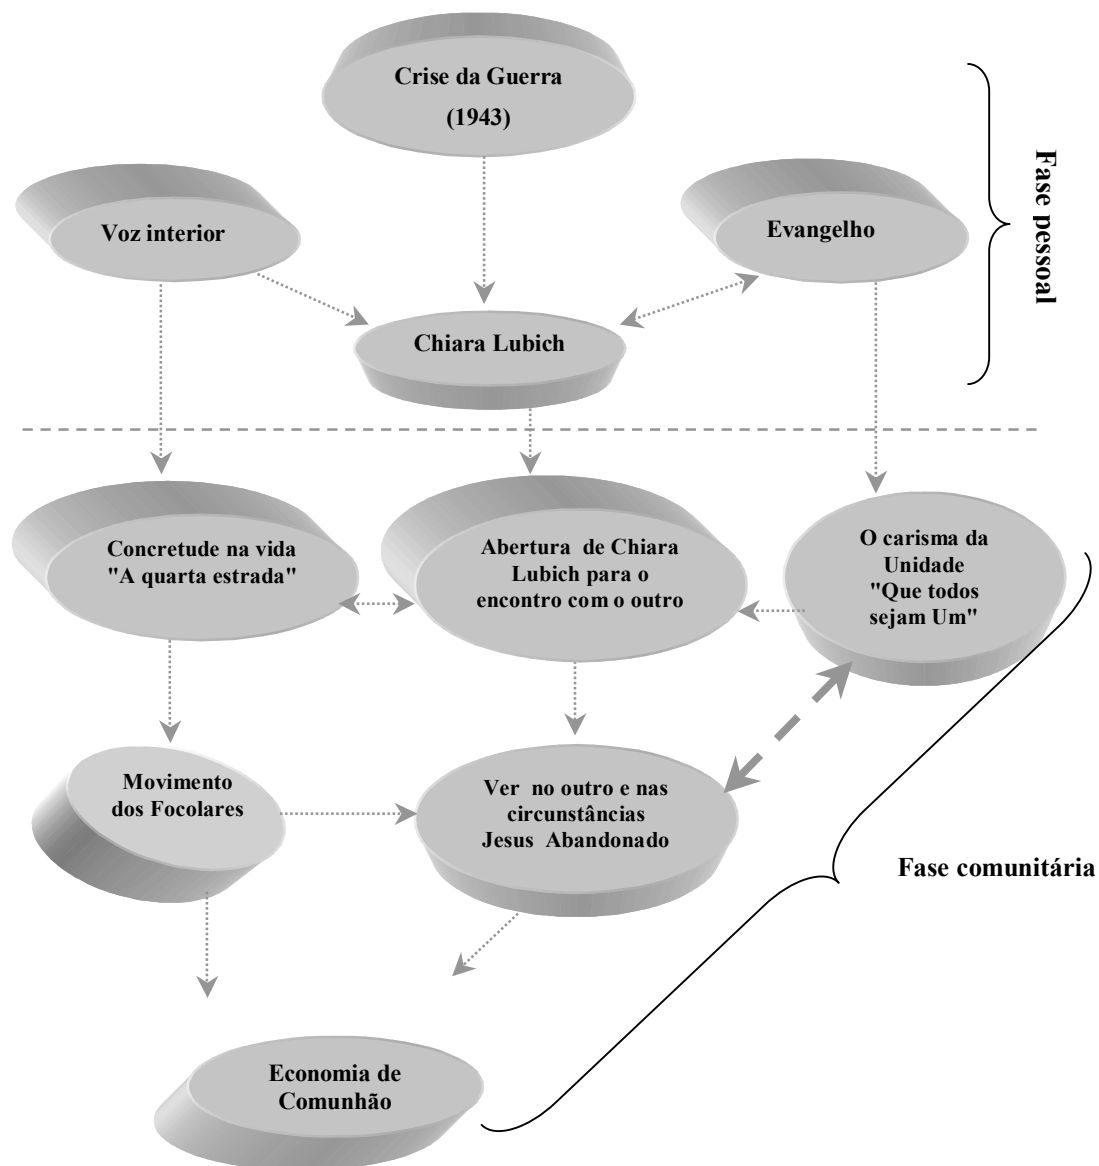 Crise da Guerra
(1943)
Voz interior
Evangelho
Fase pessoal
Chiara Lubich
Concretude na vida
"A quarta estrada"
Abertura de Chiara
Lubich para o
encontro com o outro
O carisma da
Unidade
"Que todos
sejam Um"
Movimento
dos Focolares
Ver no outro e nas
circunstâncias
Jesus Abandonado
Fase comunitária
Economia de
Comunhão